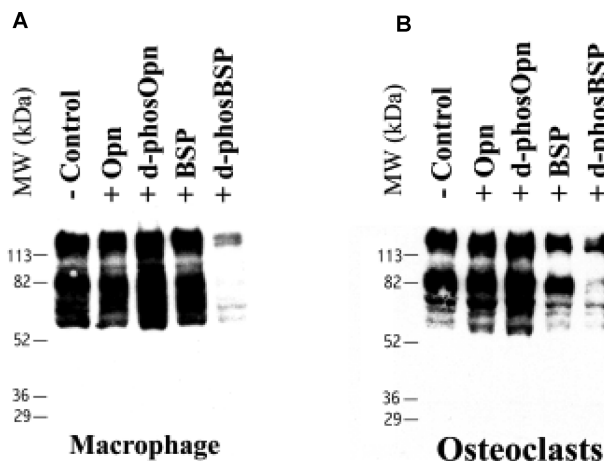 A
MW (kDa)
- Control
+ Opn
+ d-phosOpn
+ BSP
+ d-phosBSP
113
82
52
36
29
Macrophage
B
MW (kDa)
- Control
+ Opn
+ d-phosOpn
+ BSP
+ d-phosBSP
113
82
52
36
29
Osteoclasts